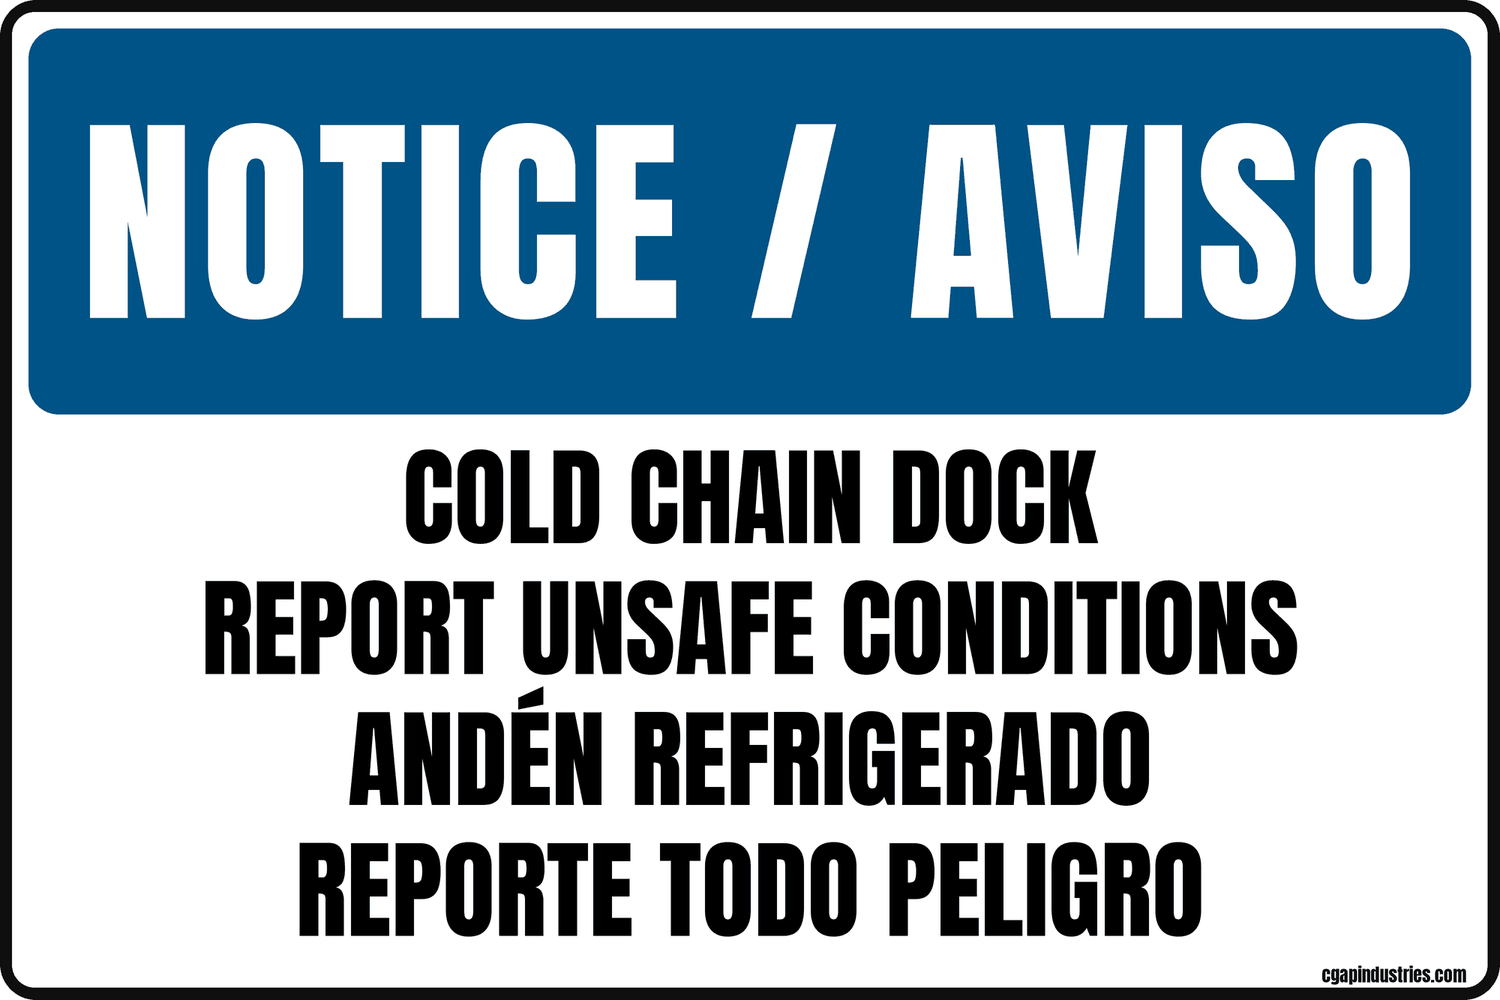 NOTICE / AVISO
COLD CHAIN DOCK
REPORT UNSAFE CONDITIONS
ANDÉN REFRIGERADO
REPORTE TODO PELIGRO
cgapindustries.com